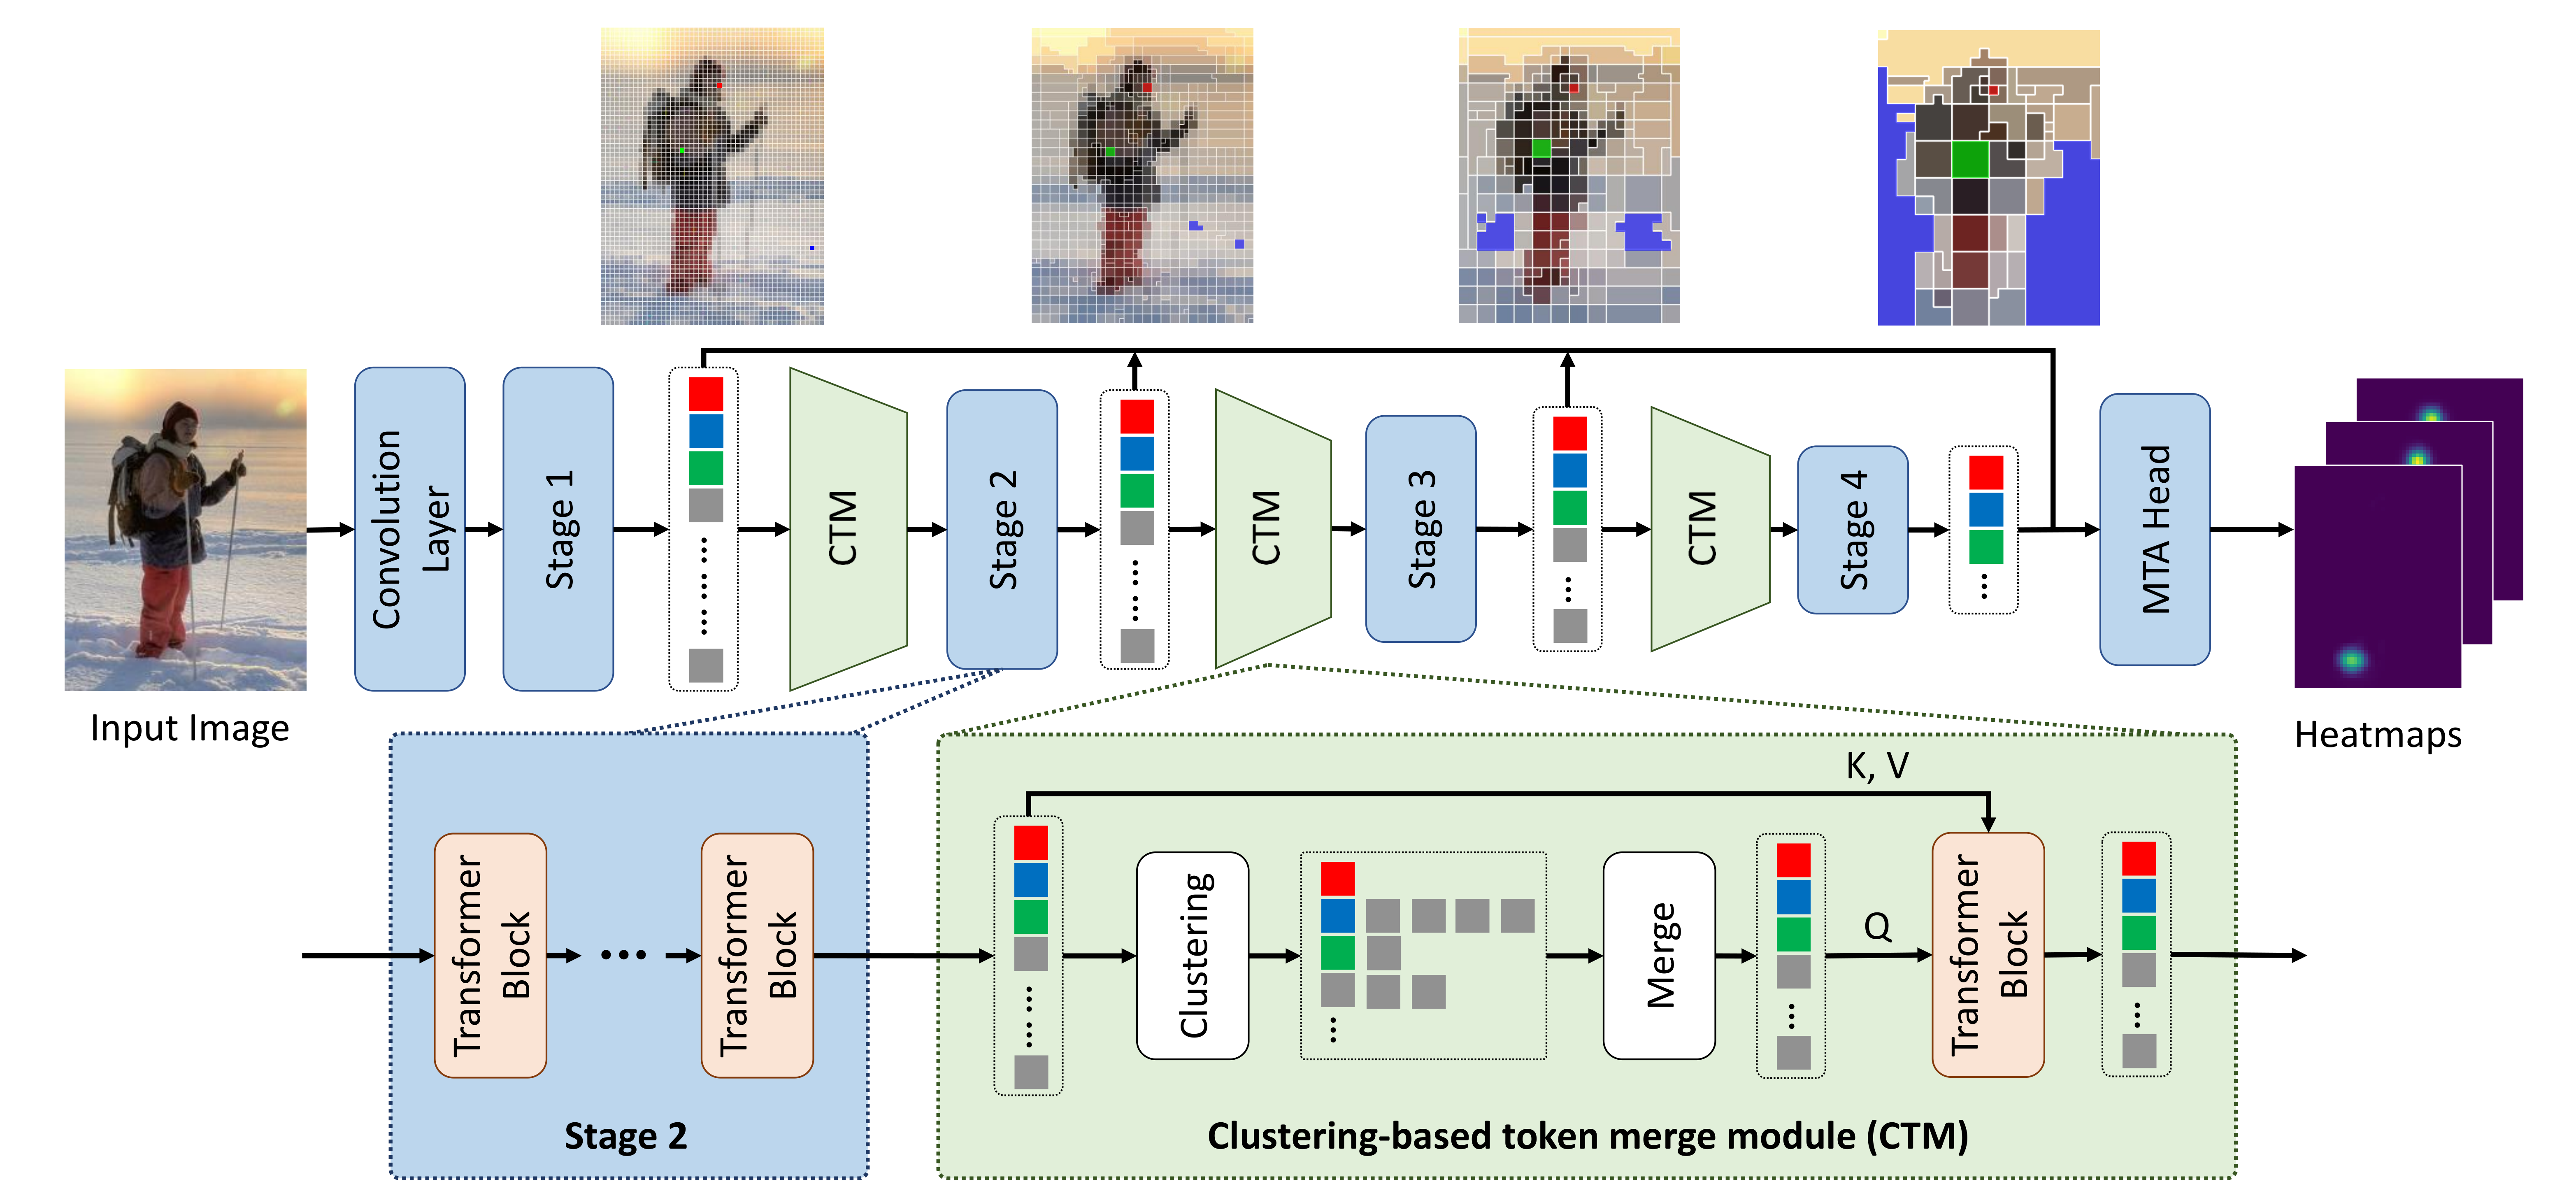 Convolution
Layer
Stage 1
CTM
Stage 2
CTM
Stage 3
CTM
Stage 4
MTA Head
Input Image
Heatmaps
Transformer
Block
Transformer
Block
Stage 2
K, V
Clustering
Merge
Q
Transformer
Block
Clustering-based token merge module (CTM)